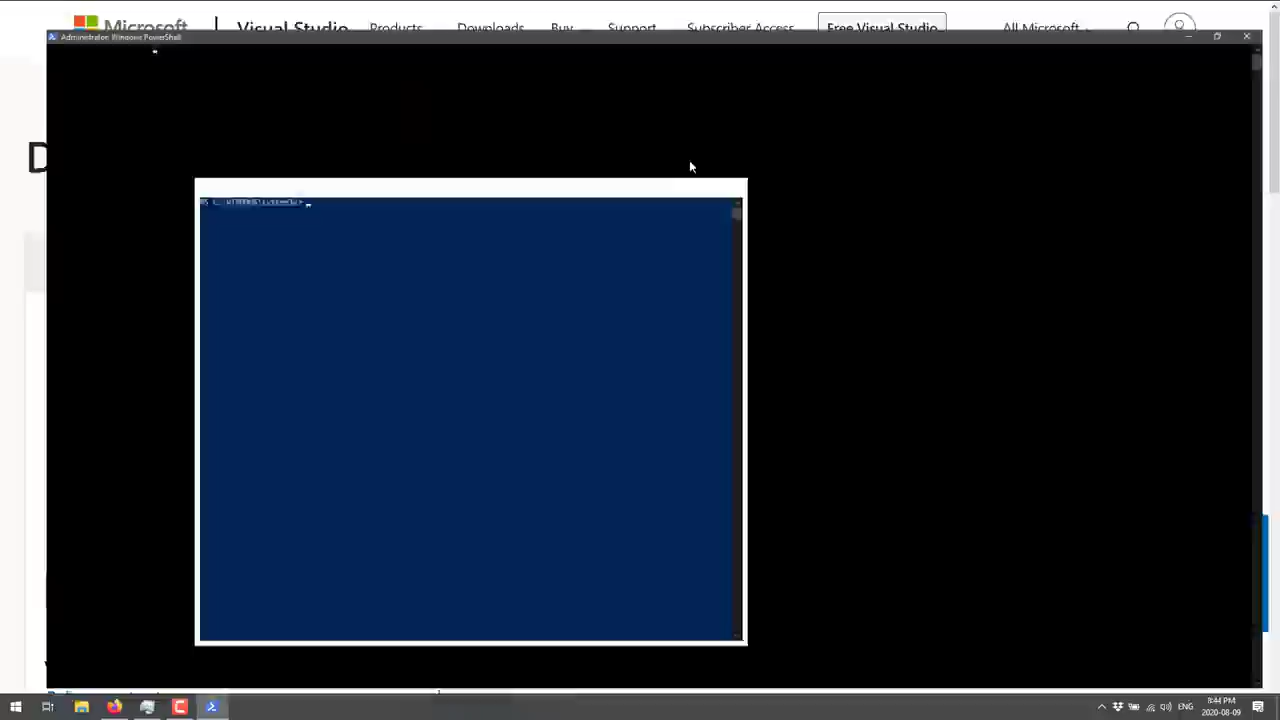 Microsoft
Visual Studio
Products
Downloads
Buy
Support
Subscriber Access
Free Visual Studio
All Microsoft
Administrator: Windows PowerShell
D
ENG
8:44 PM
2020-08-09